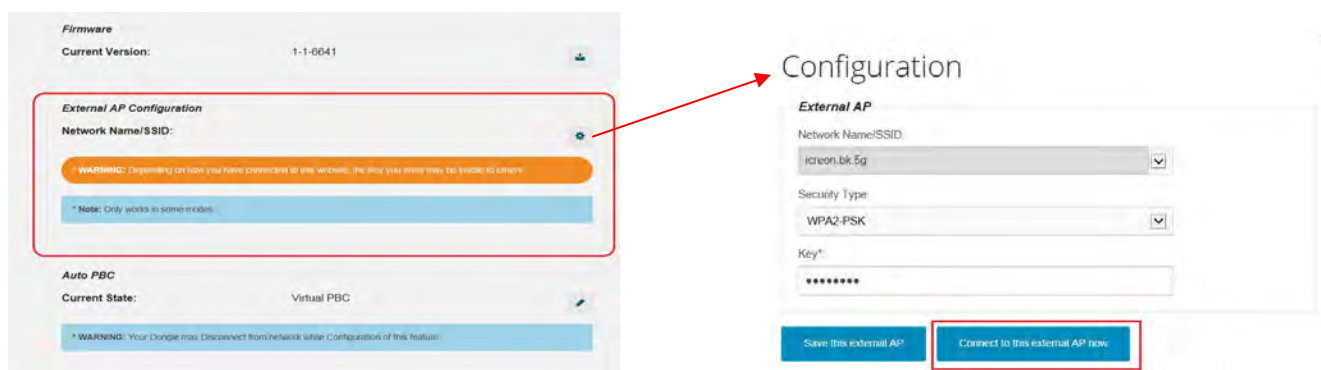 Firmware
Current Version: 1-1-6641
External AP Configuration
Network Name/SSID:
* WARNING: Depending on how you have connected to this website, the key you enter may be visible to others.
* Note: Only works in some modes.
Auto PBC
Current State: Virtual PBC
* WARNING: Your Dongle may Disconnect from network while Configuration of this feature.
Configuration
External AP
Network Name/SSID:
icreon.bk.5g
Security Type:
WPA2-PSK
Key*:
••••••••
Save this external AP
Connect to this external AP now